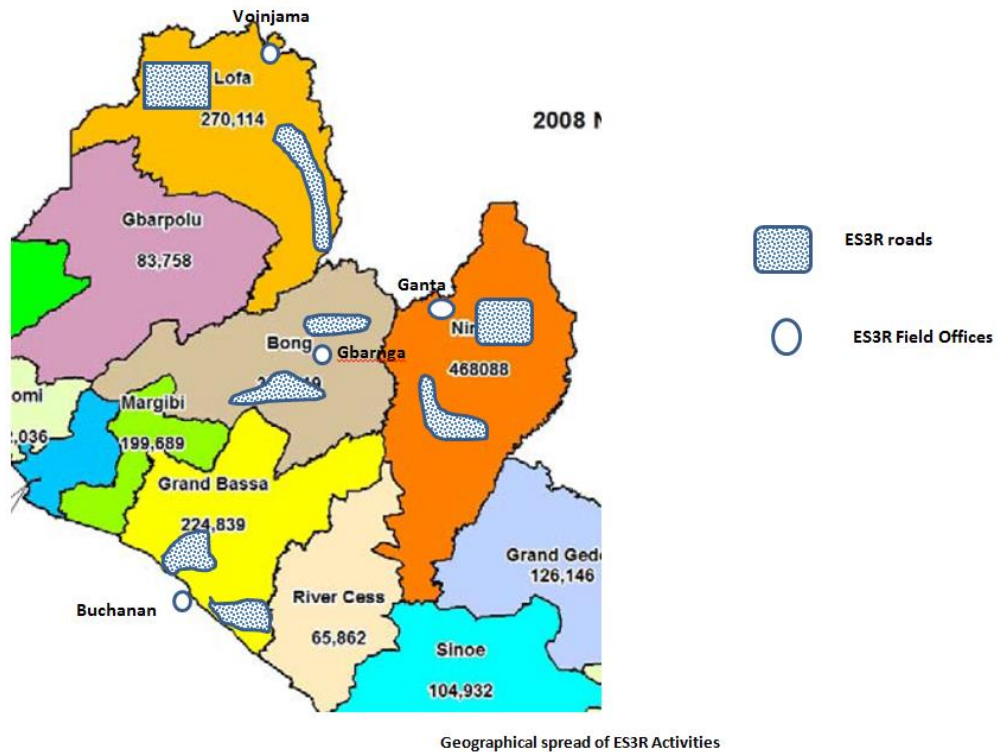 Voinjama
Lofa
270,114
2008
Gbarpolu
83,758
ES3R roads
Ganta
Bong
Gbarnga
468088
ES3R Field Offices
omi
,036
Margibi
199,689
Grand Bassa
224,839
Grand Gede
126,146
Buchanan
River Cess
65,862
Sinoe
104,932
Geographical spread of ES3R Activities